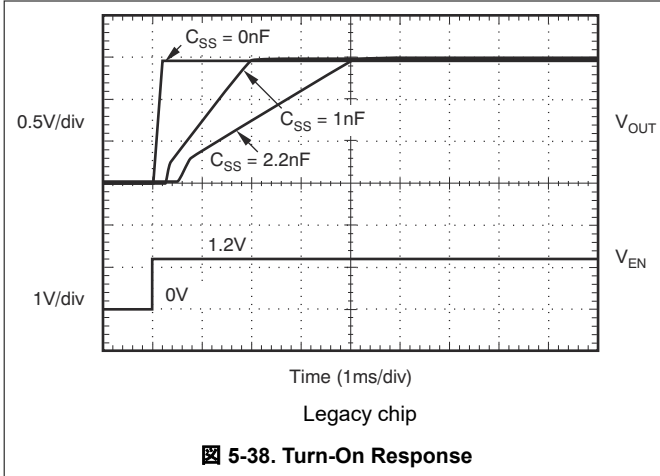 C_SS = 0nF
0.5V/div
C_SS = 1nF
V_OUT
C_SS = 2.2nF
1.2V
V_EN
1V/div
0V
Time (1ms/div)
Legacy chip
図 5-38. Turn-On Response